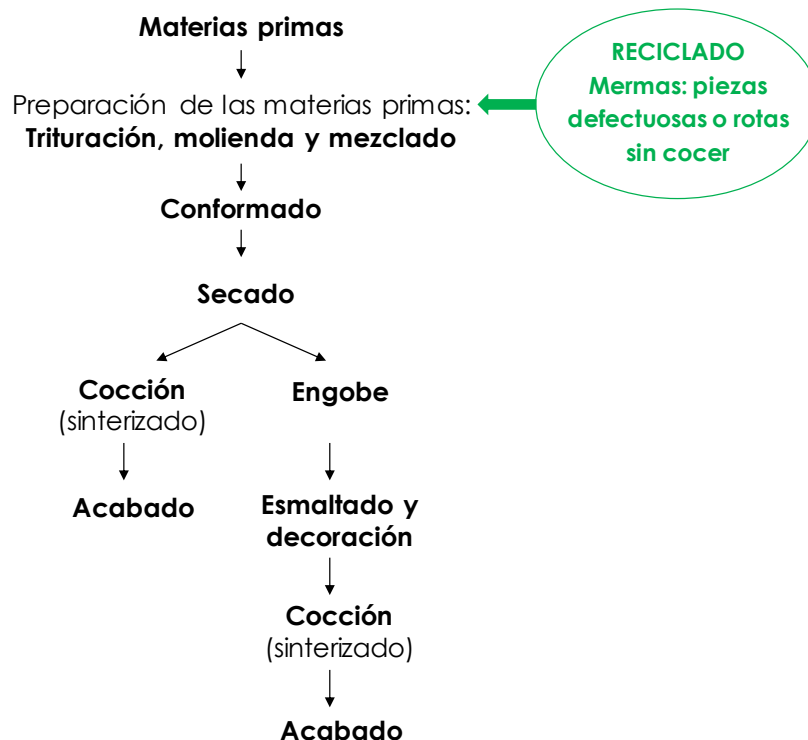 Materias primas
RECICLADO
Mermas: piezas
defectuosas o rotas
sin cocer
Preparación de las materias primas:
Trituración, molienda y mezclado
Conformado
Secado
Cocción
(sinterizado)
Acabado
Engobe
Esmaltado y
decoración
Cocción
(sinterizado)
Acabado